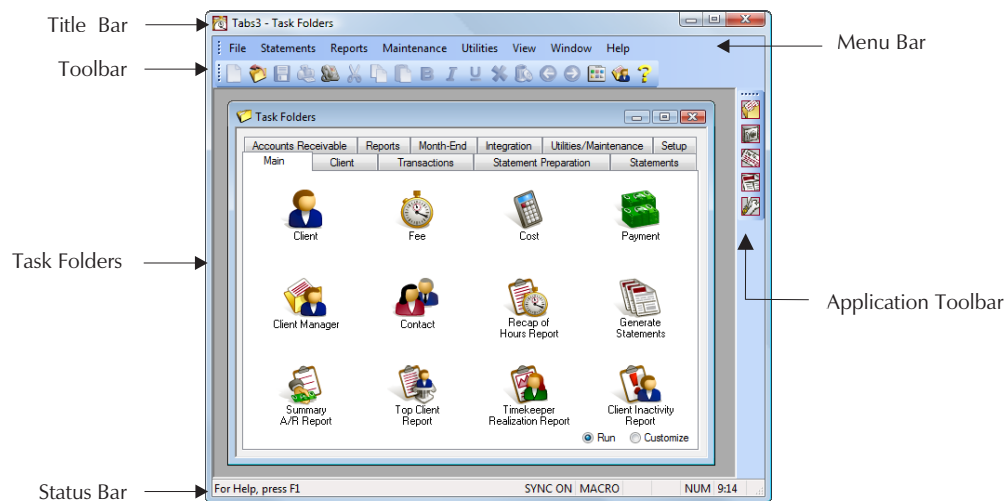 Title Bar
Tabs3 - Task Folders
File Statements Reports Maintenance Utilities View Window Help
Menu Bar
Toolbar
B I U
Task Folders
Accounts Receivable Reports Month-End Integration Utilities/Maintenance Setup
Main Client Transactions Statement Preparation Statements
Client Fee Cost Payment
Task Folders
Client Manager Contact Recap of Hours Report Generate Statements
Application Toolbar
Summary A/R Report Top Client Report Timekeeper Realization Report Client Inactivity Report
Run Customize
Status Bar
For Help, press F1 SYNC ON MACRO NUM 9:14